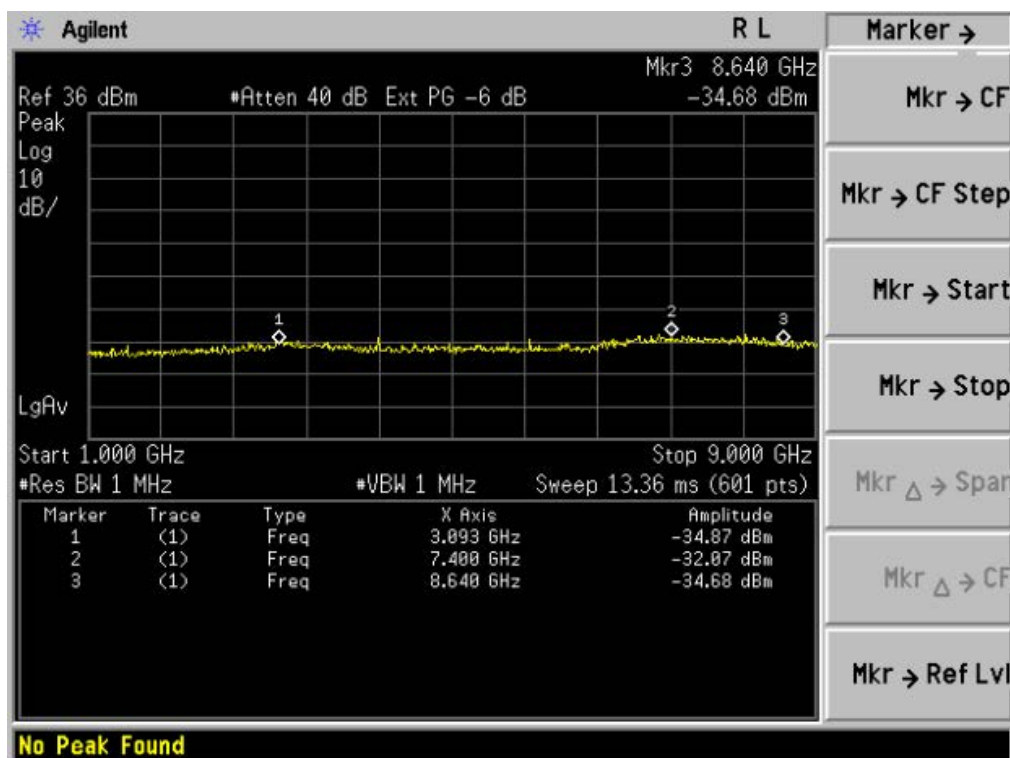 Agilent R L
Marker →
Mkr3 8.640 GHz
Ref 36 dBm #Atten 40 dB Ext PG -6 dB -34.68 dBm
Peak
Log
10
dB/
1
2
3
LgAv
Start 1.000 GHz Stop 9.000 GHz
#Res BW 1 MHz #VBW 1 MHz Sweep 13.36 ms (601 pts)
Marker Trace Type X Axis Amplitude
1 (1) Freq 3.093 GHz -34.87 dBm
2 (1) Freq 7.400 GHz -32.07 dBm
3 (1) Freq 8.640 GHz -34.68 dBm
No Peak Found
Mkr → CF
Mkr → CF Step
Mkr → Start
Mkr → Stop
Mkr Δ → Span
Mkr Δ → CF
Mkr → Ref Lvl